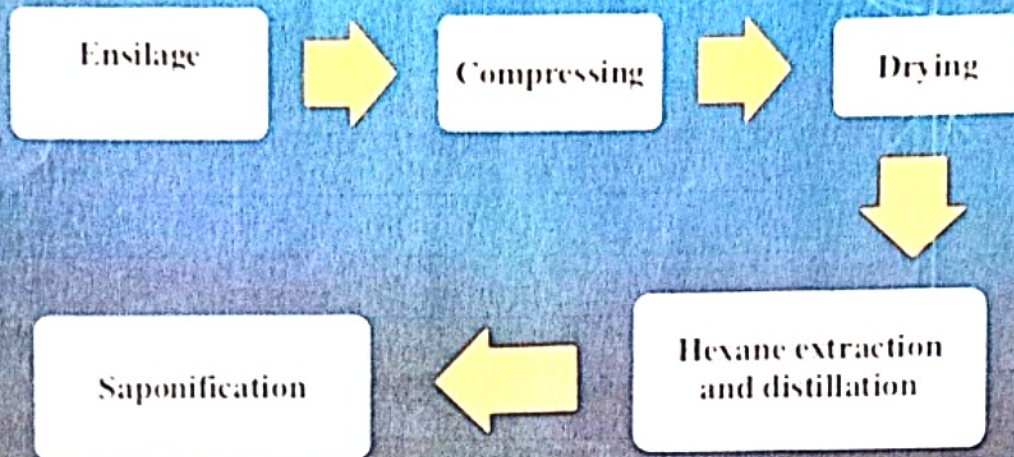 Ensilage
Compressing
Drying
Hexane extraction
and distillation
Saponification